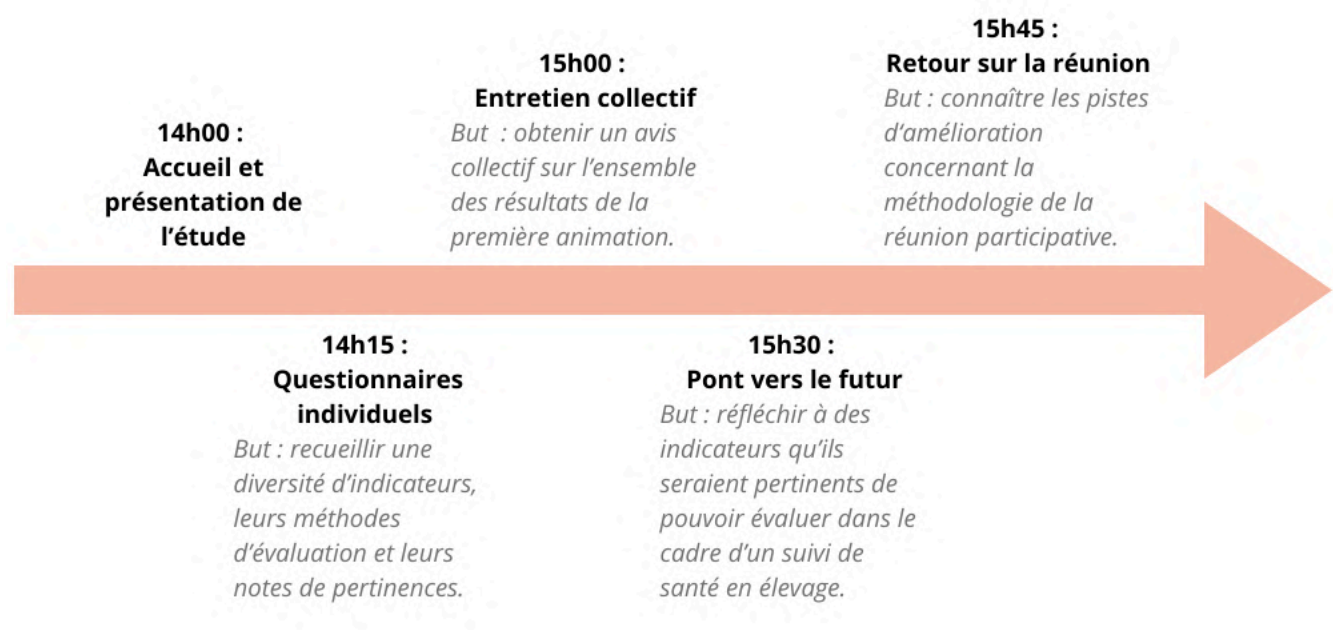 14h00 :
Accueil et
présentation de
l’étude
14h15 :
Questionnaires
individuels
But : recueillir une
diversité d’indicateurs,
leurs méthodes
d’évaluation et leurs
notes de pertinences.
15h00 :
Entretien collectif
But  : obtenir un avis
collectif sur l’ensemble
des résultats de la
première animation.
15h30 :
Pont vers le futur
But : réfléchir à des
indicateurs qu’ils
seraient pertinents de
pouvoir évaluer dans le
cadre d’un suivi de
santé en élevage.
15h45 :
Retour sur la réunion
But : connaître les pistes
d’amélioration
concernant la
méthodologie de la
réunion participative.